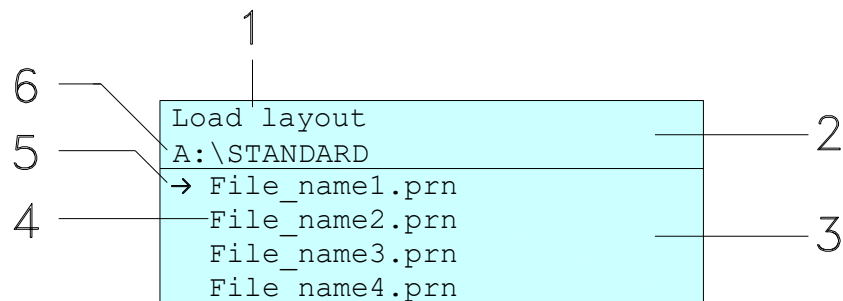 1
6
Load layout
2
A:\STANDARD
5
→ File_name1.prn
4
File_name2.prn
3
File_name3.prn
File_name4.prn